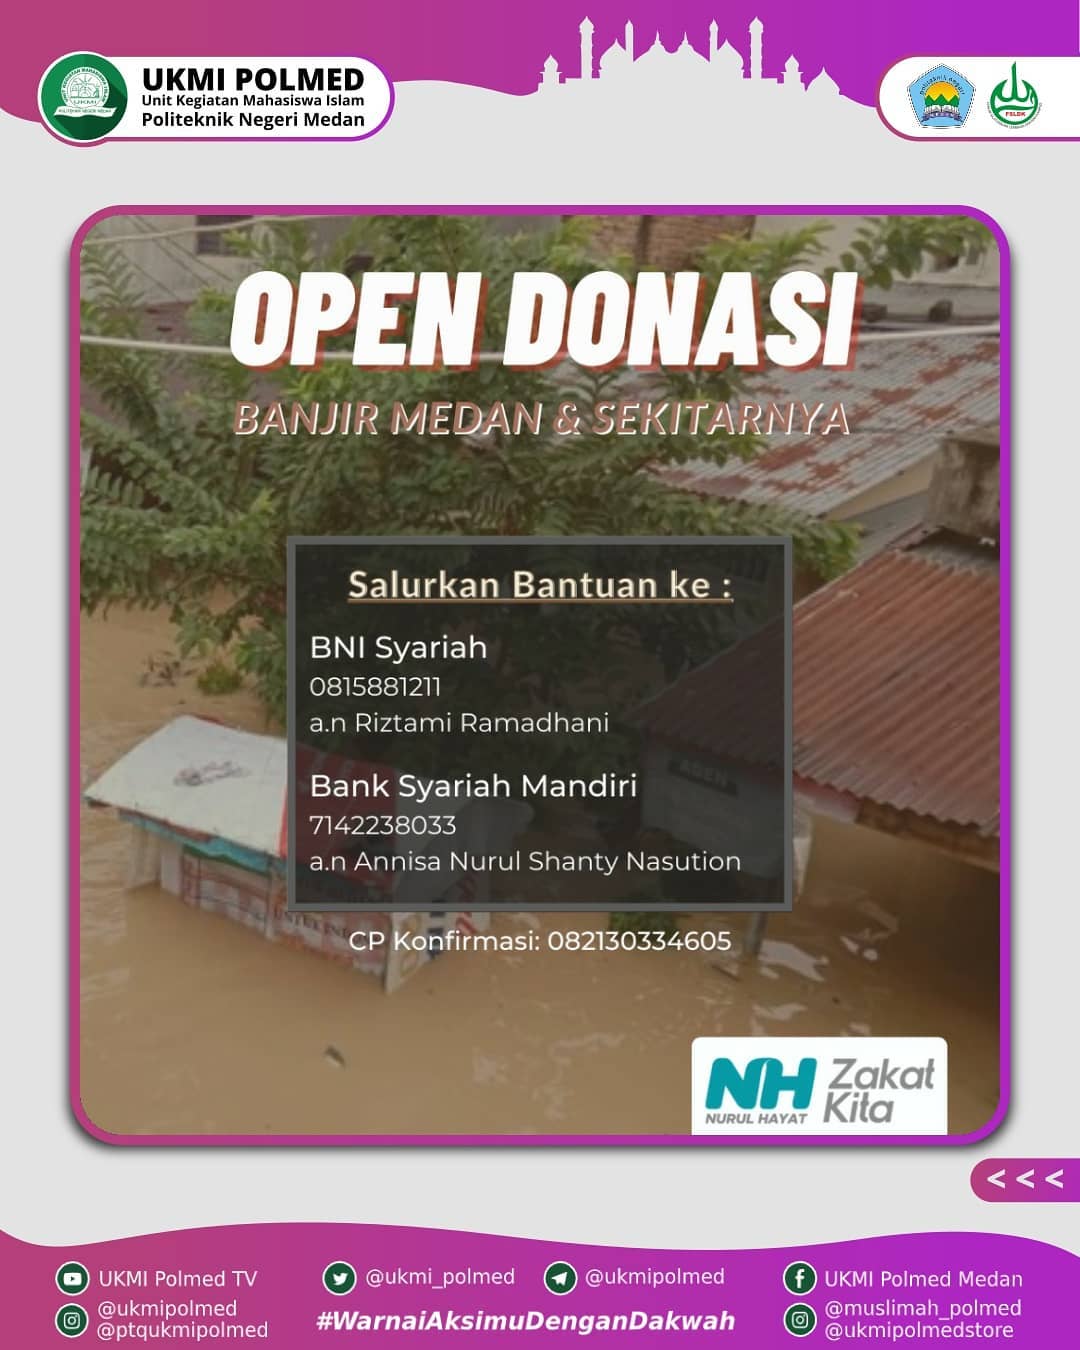 UKMI POLMED
Unit Kegiatan Mahasiswa Islam
Politeknik Negeri Medan
UKMI
FSLDK
OPEN DONASI
BANJIR MEDAN & SEKITARNYA
Salurkan Bantuan ke :
BNI Syariah
0815881211
a.n Riztami Ramadhani
Bank Syariah Mandiri
7142238033
a.n Annisa Nurul Shanty Nasution
CP Konfirmasi: 082130334605
NH Zakat Kita
NURUL HAYAT
<<<
UKMI Polmed TV
@ukmi_polmed
@ukmipolmed
UKMI Polmed Medan
@ukmipolmed
@ptqukmipolmed
#WarnaiAksimuDenganDakwah
@muslimah_polmed
@ukmipolmedstore